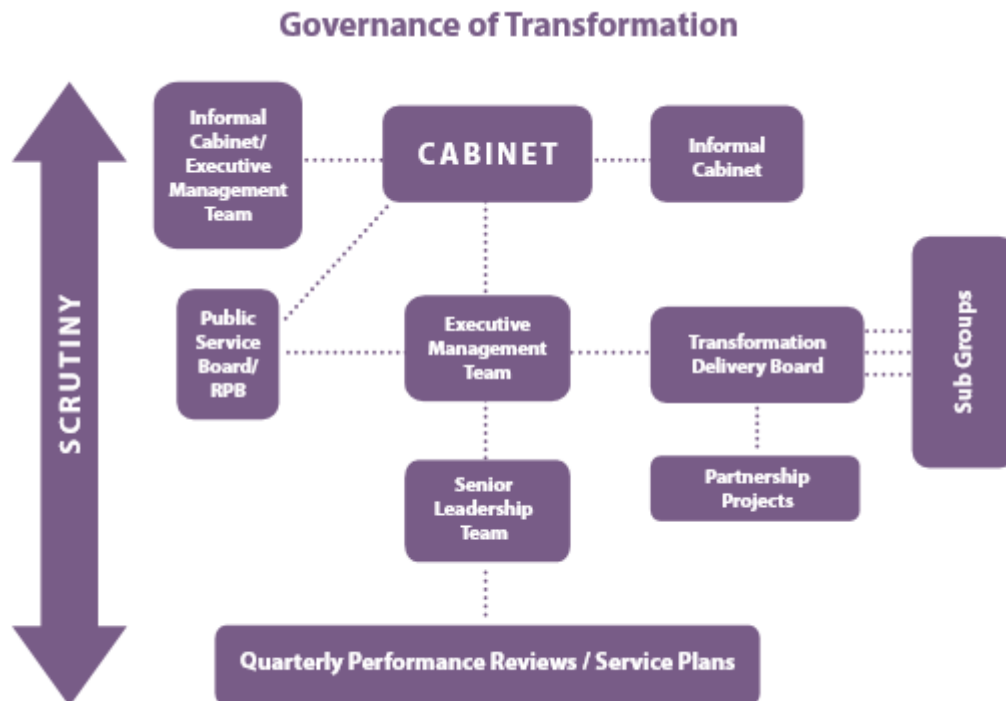 Governance of Transformation
SCRUTINY
Informal
Cabinet/
Executive
Management
Team
CABINET
Informal
Cabinet
Public
Service
Board/
RPB
Executive
Management
Team
Transformation
Delivery Board
Sub Groups
Senior
Leadership
Team
Partnership
Projects
Quarterly Performance Reviews / Service Plans